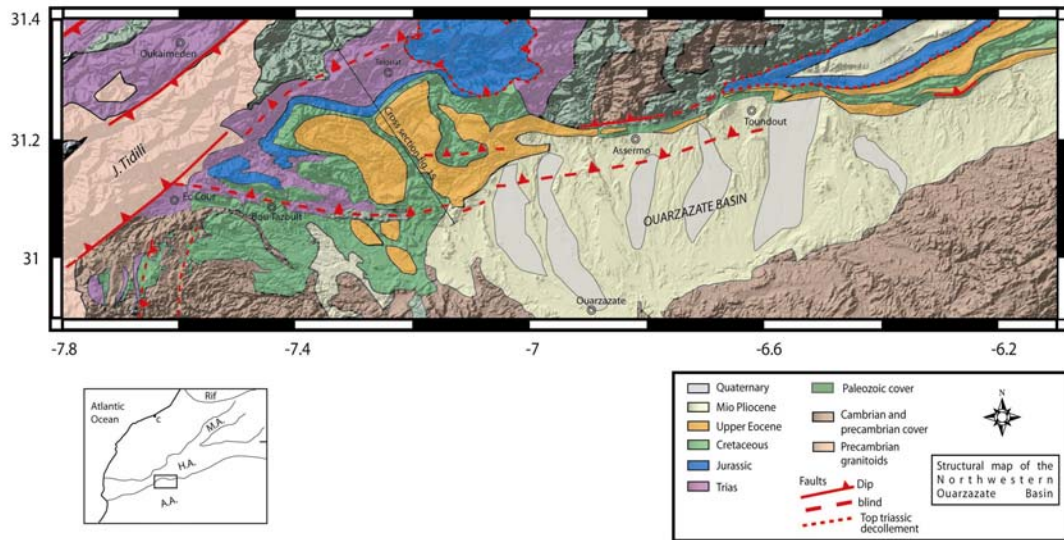 31.4
31.2
31
-7.8
-7.4
-7
-6.6
-6.2
Oukaimeden
Telouat
J. Tidili
Cross section fig 16
Toundout
Assermo
Ec Cour
Bou Tazoult
OUARZAZATE BASIN
Ouarzazate
Atlantic
Ocean
Rif
c
M.A.
H.A.
A.A.
Quaternary
Mio Pliocene
Upper Eocene
Cretaceous
Jurassic
Trias
Paleozoic cover
Cambrian and
precambrian cover
Precambrian
granitoids
Faults
Dip
blind
Top triassic
decollement
N
Structural map of the
Northwestern
Ouarzazate Basin